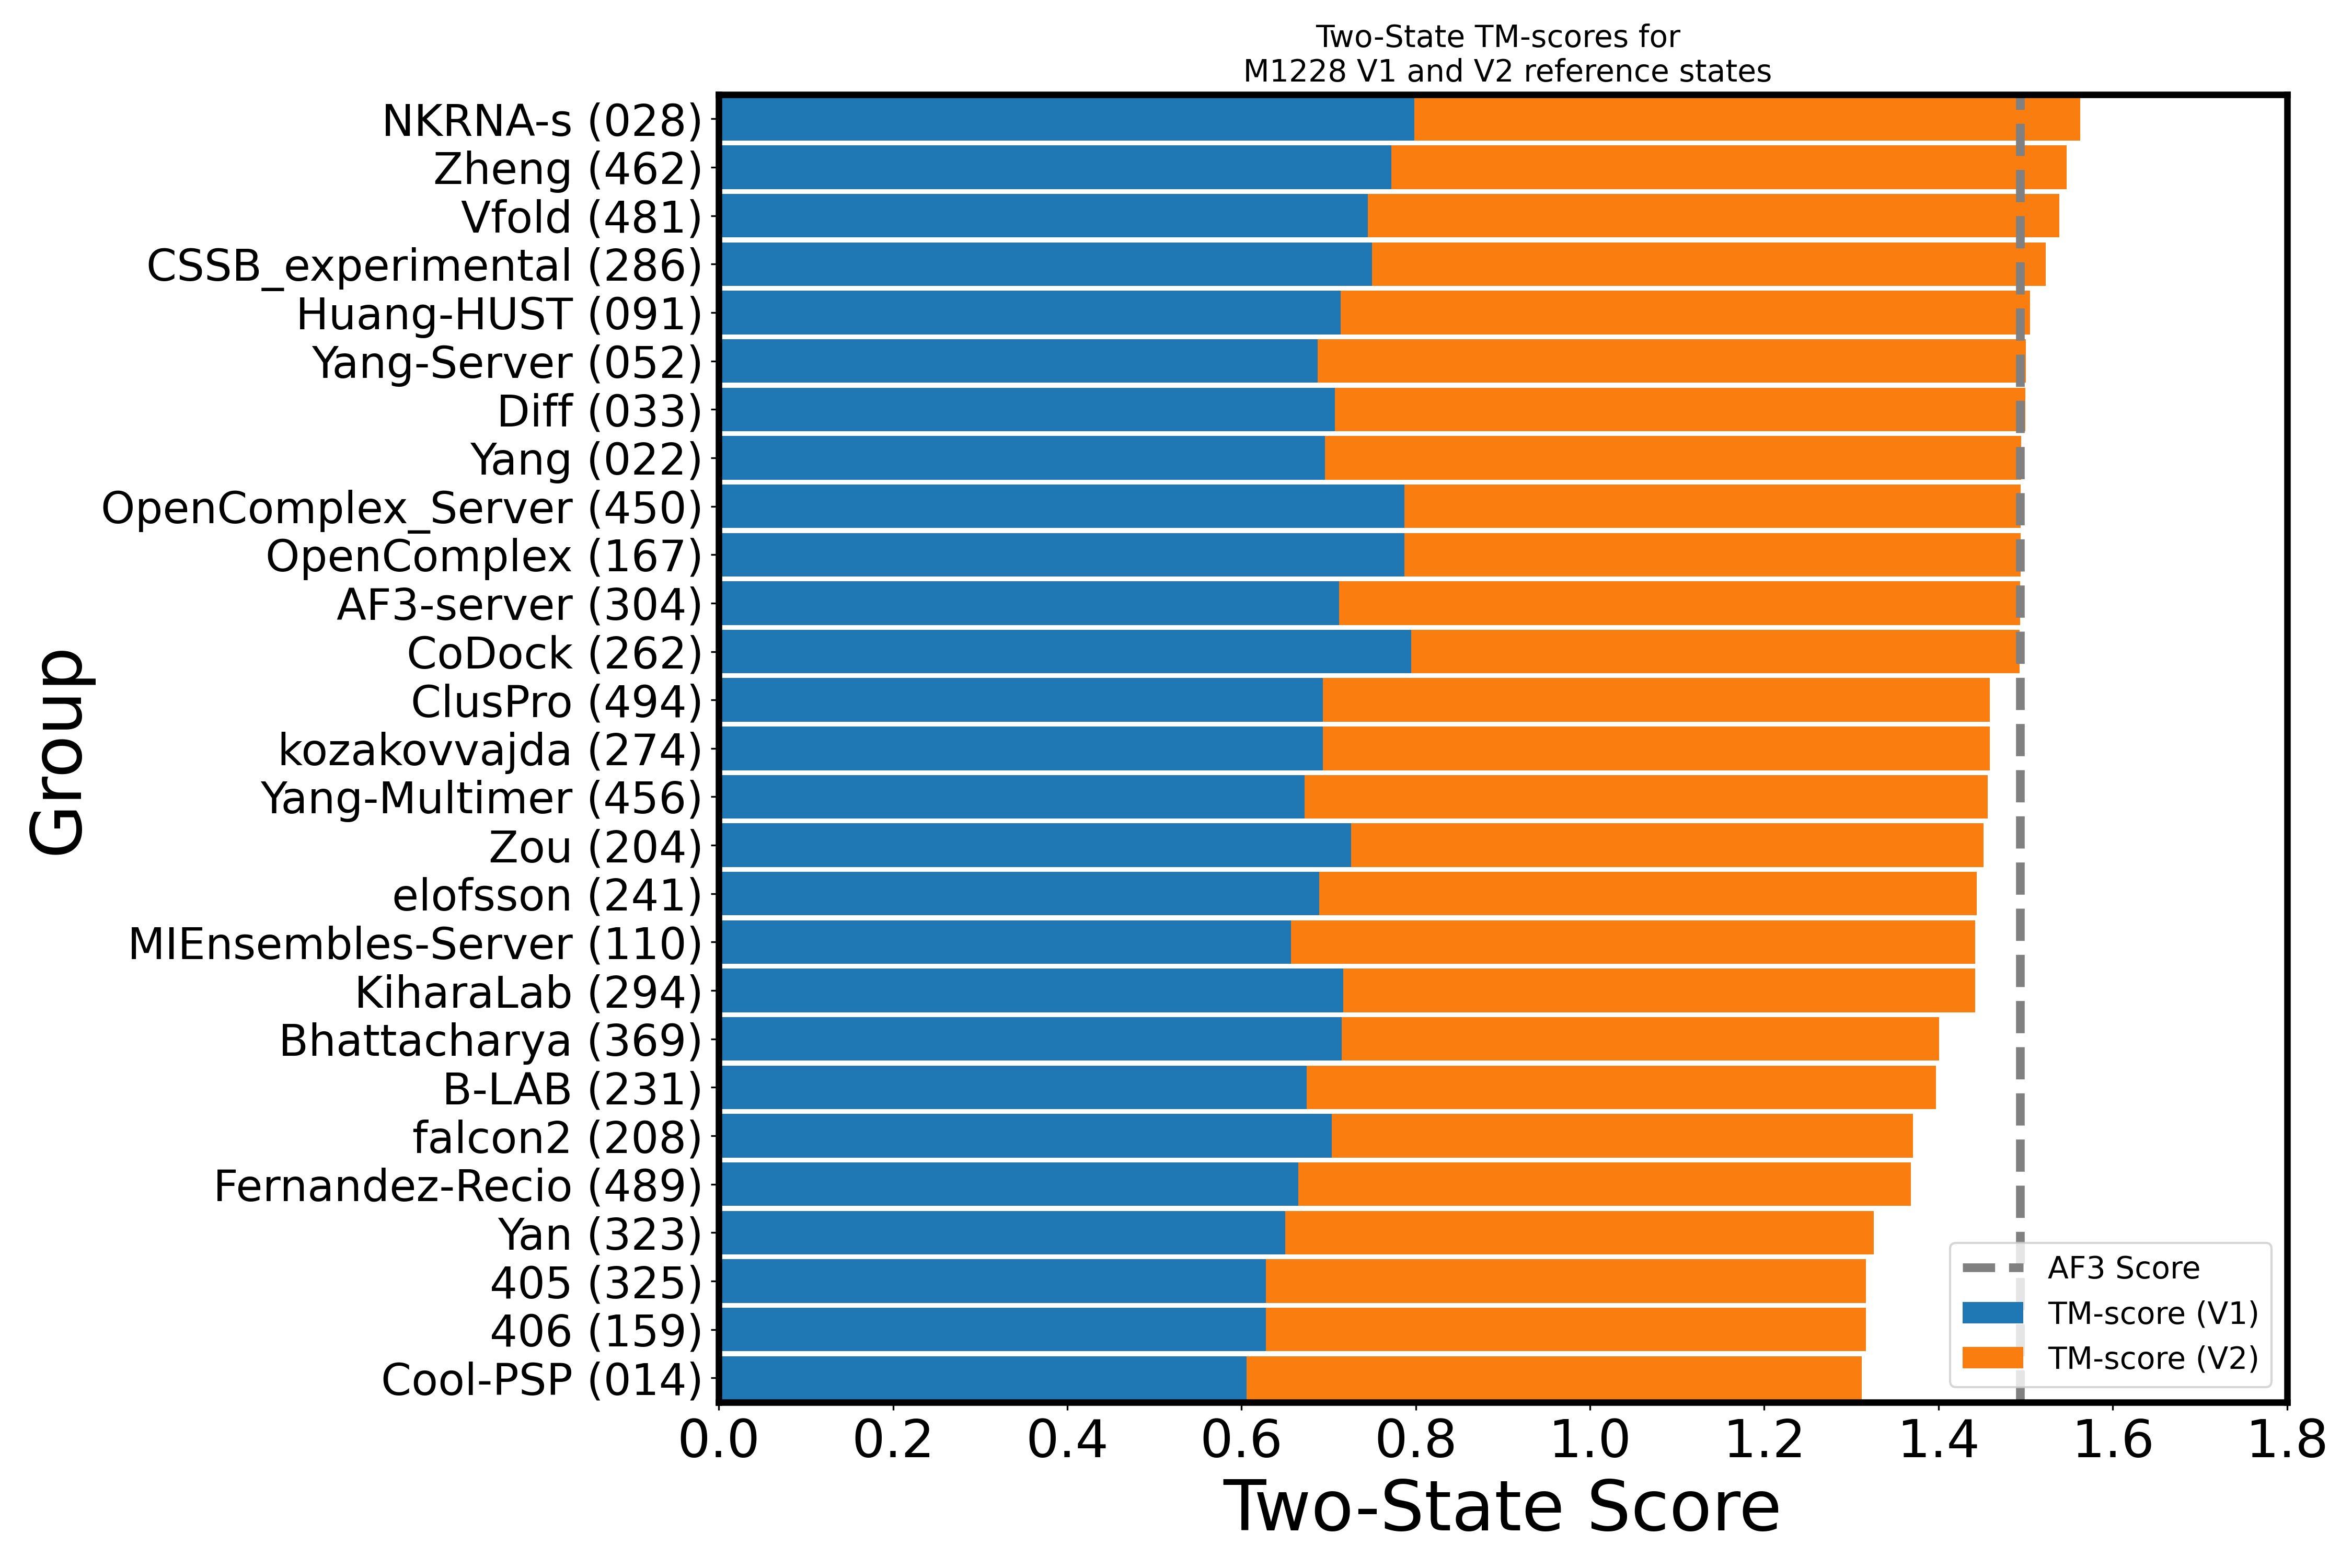 Two-State TM-scores for
M1228 V1 and V2 reference states
NKRNA-s (028)
Zheng (462)
Vfold (481)
CSSB_experimental (286)
Huang-HUST (091)
Yang-Server (052)
Diff (033)
Yang (022)
OpenComplex_Server (450)
OpenComplex (167)
AF3-server (304)
CoDock (262)
ClusPro (494)
kozakovvajda (274)
Yang-Multimer (456)
Zou (204)
elofsson (241)
MIEnsembles-Server (110)
KiharaLab (294)
Bhattacharya (369)
B-LAB (231)
falcon2 (208)
Fernandez-Recio (489)
Yan (323)
405 (325)
406 (159)
Cool-PSP (014)
Group
AF3 Score
TM-score (V1)
TM-score (V2)
0.0 0.2 0.4 0.6 0.8 1.0 1.2 1.4 1.6 1.8
Two-State Score